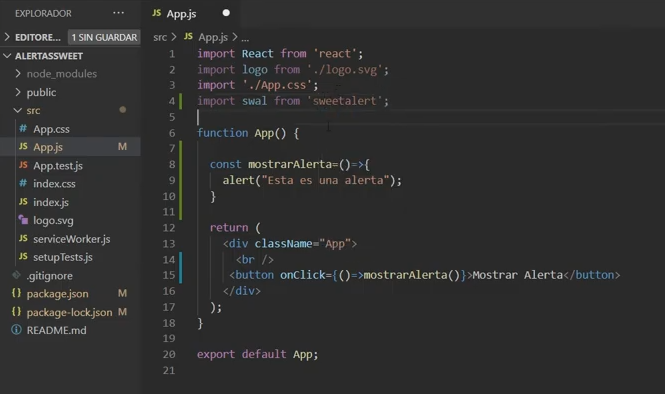 EXPLORADOR ...
EDITORE... 1 SIN GUARDAR
ALERTASSWEET
node_modules
public
src
App.css
JS App.js M
JS App.test.js
index.css
JS index.js
logo.svg
JS serviceWorker.js
JS setupTests.js
.gitignore
{} package.json M
{} package-lock.json M
README.md
JS App.js
src > JS App.js > ...
1 import React from 'react';
2 import logo from './logo.svg';
3 import './App.css';
4 import swal from 'sweetalert';
5
6 function App() {
7
8 const mostrarAlerta=()=>{
9 alert("Esta es una alerta");
10 }
11
12 return (
13 <div className="App">
14 <br />
15 <button onClick={()=>mostrarAlerta()}>Mostrar Alerta</button>
16 </div>
17 );
18 }
19
20 export default App;
21